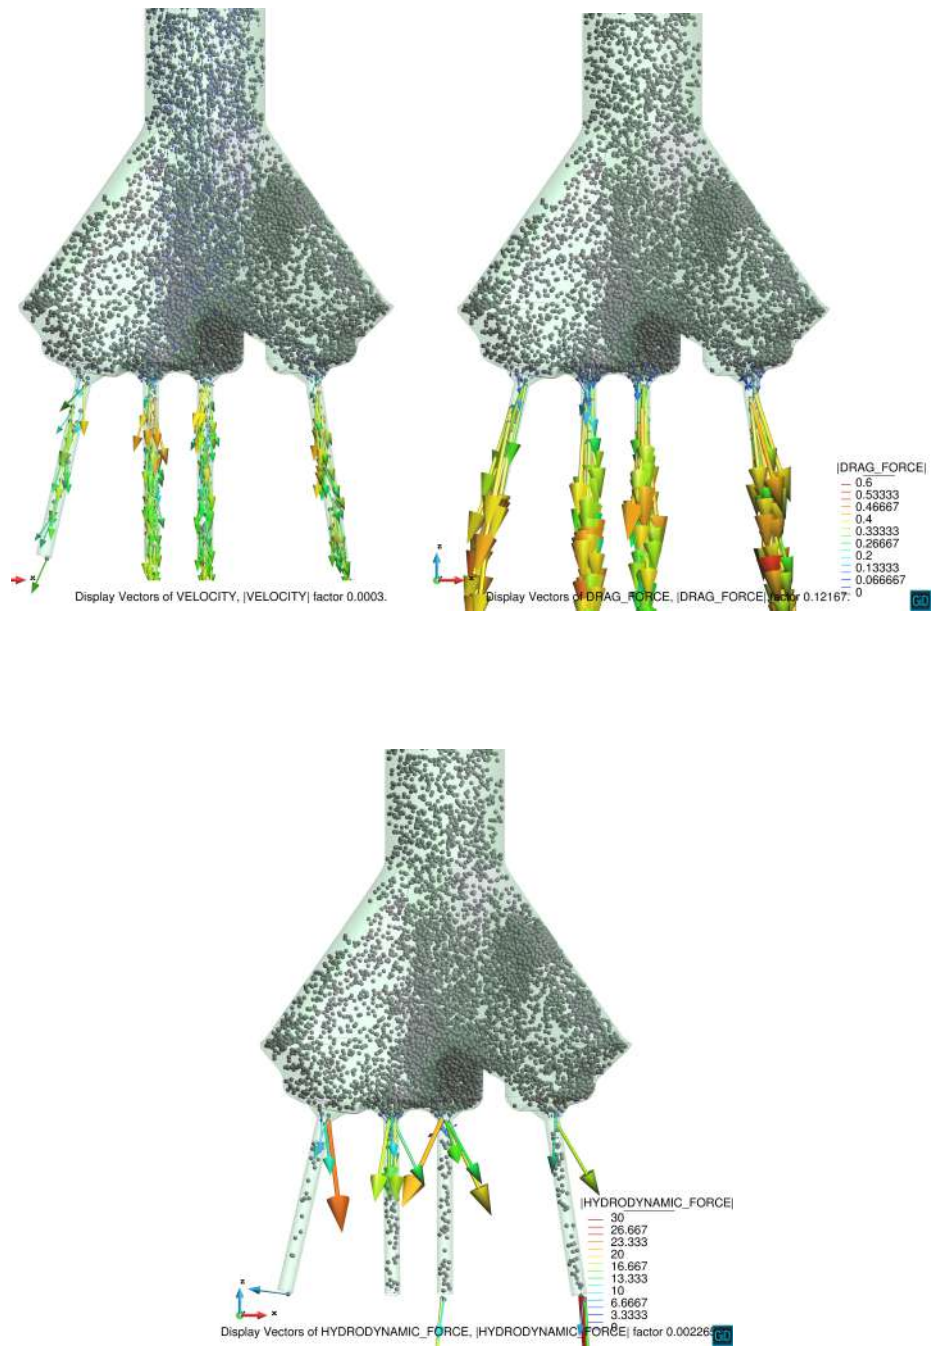 |DRAG_FORCE|
0.6
0.53333
0.46667
0.4
0.33333
0.26667
0.2
0.13333
0.066667
0
z
x
x
Display Vectors of VELOCITY, |VELOCITY| factor 0.0003.
Display Vectors of DRAG_FORCE, |DRAG_FORCE| factor 0.12167.
GiD
|HYDRODYNAMIC_FORCE|
30
26.667
23.333
20
16.667
13.333
10
6.6667
3.3333
0
z
x
Display Vectors of HYDRODYNAMIC_FORCE, |HYDRODYNAMIC_FORCE| factor 0.002265
GiD